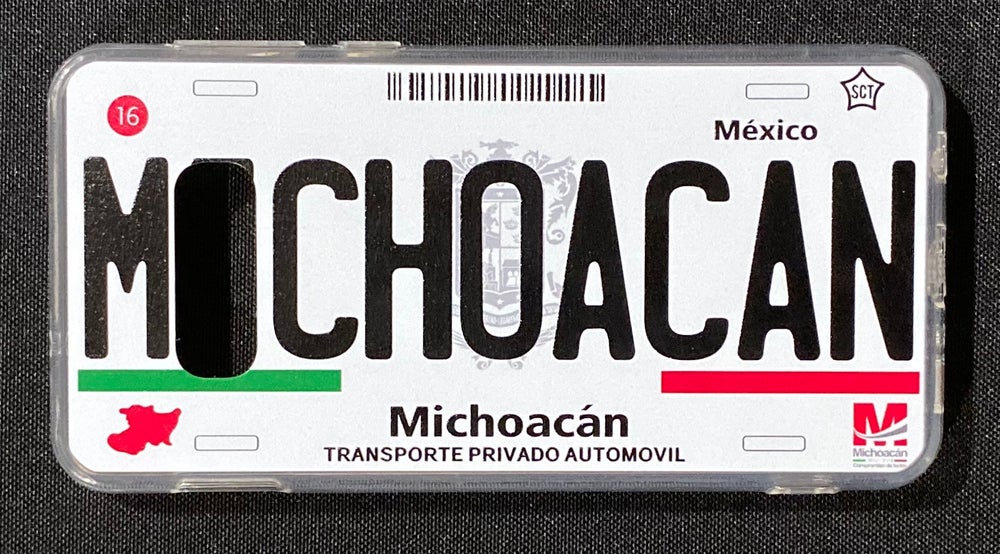 16
SCT
México
MICHOACAN
Michoacán
TRANSPORTE PRIVADO AUTOMOVIL
M
Michoacán